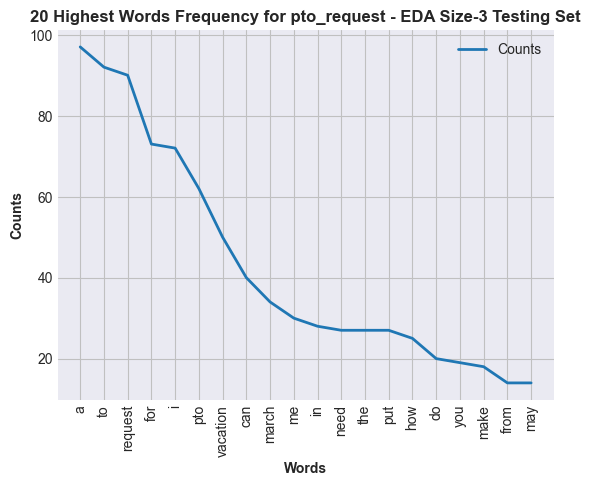 20 Highest Words Frequency for pto_request - EDA Size-3 Testing Set
Counts
100
80
60
40
20
Counts
a
to
request
for
i
pto
vacation
can
march
me
in
need
the
put
how
do
you
make
from
may
Words